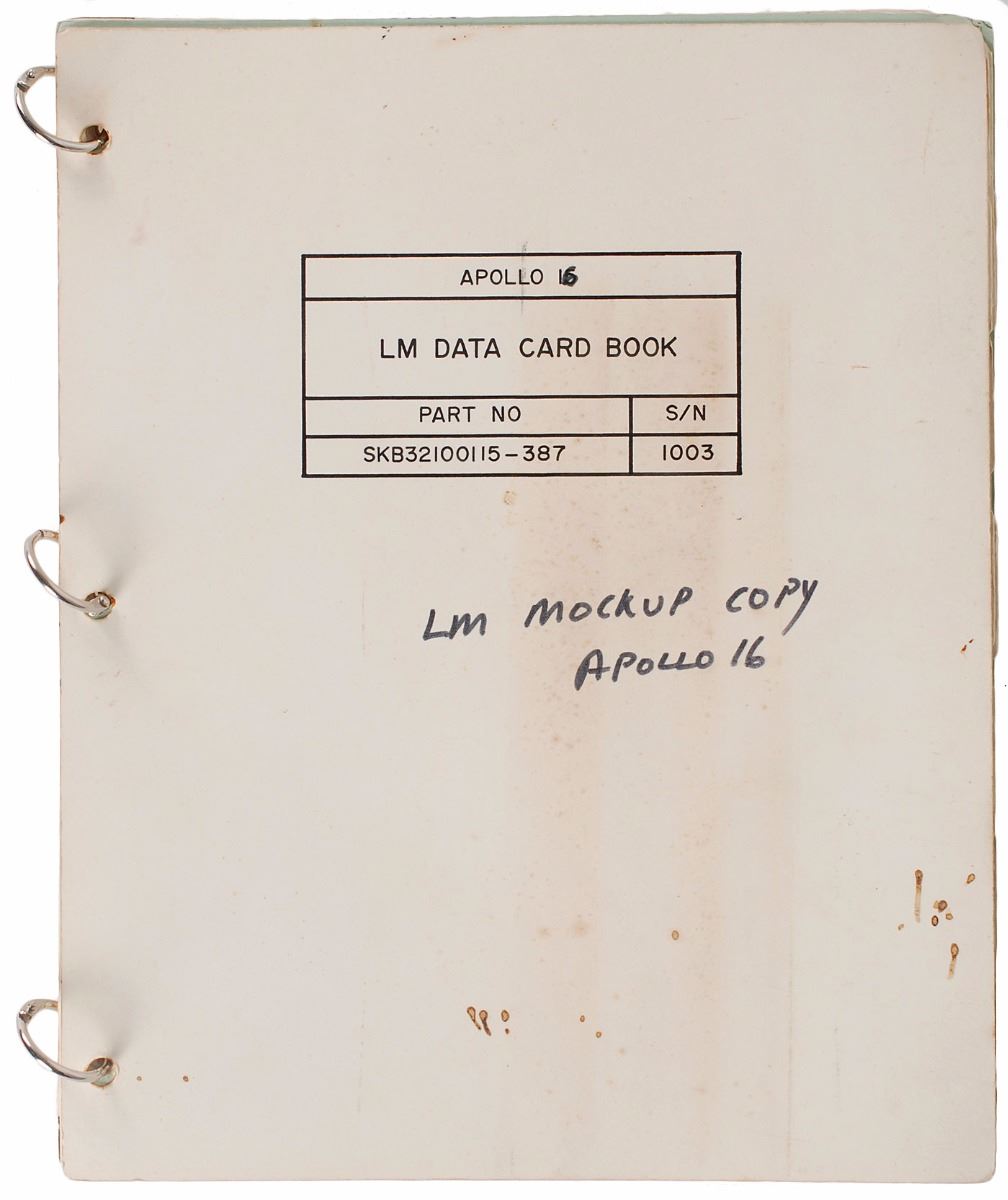 APOLLO 16
LM DATA CARD BOOK
PART NO S/N
SKB32100115-387 1003
LM MOCKUP COPY
APOLLO 16